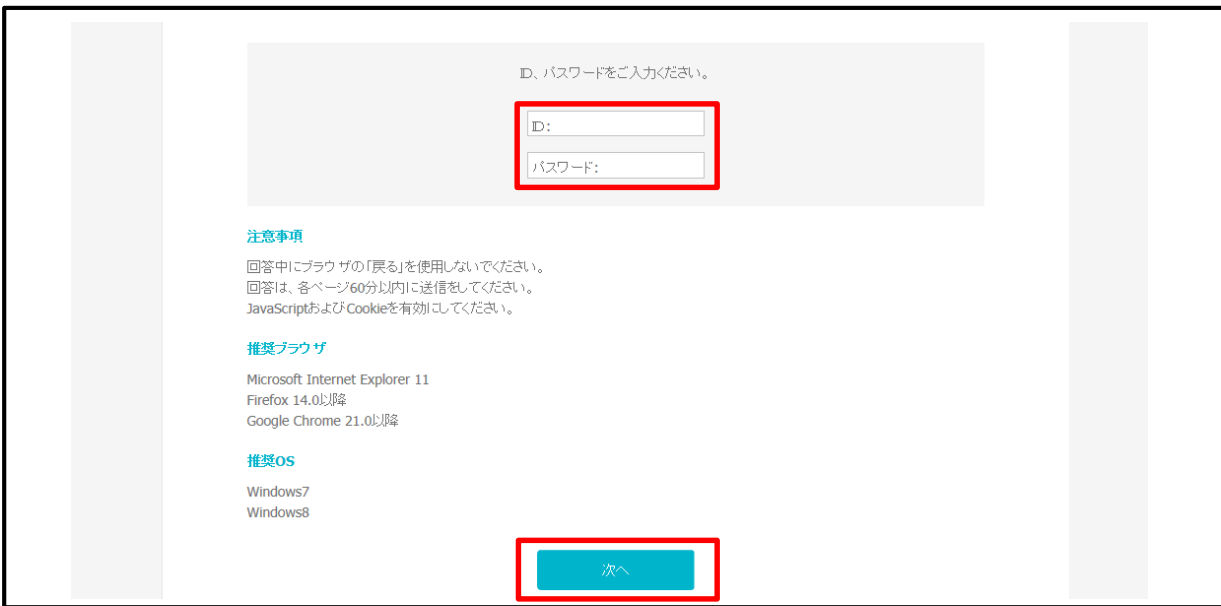 ID、パスワードをご入力ください。
ID:
パスワード:
注意事項
回答中にブラウザの「戻る」を使用しないでください。
回答は、各ページ60分以内に送信をしてください。
JavaScriptおよびCookieを有効にしてください。
推奨ブラウザ
Microsoft Internet Explorer 11
Firefox 14.0以降
Google Chrome 21.0以降
推奨OS
Windows7
Windows8
次へ